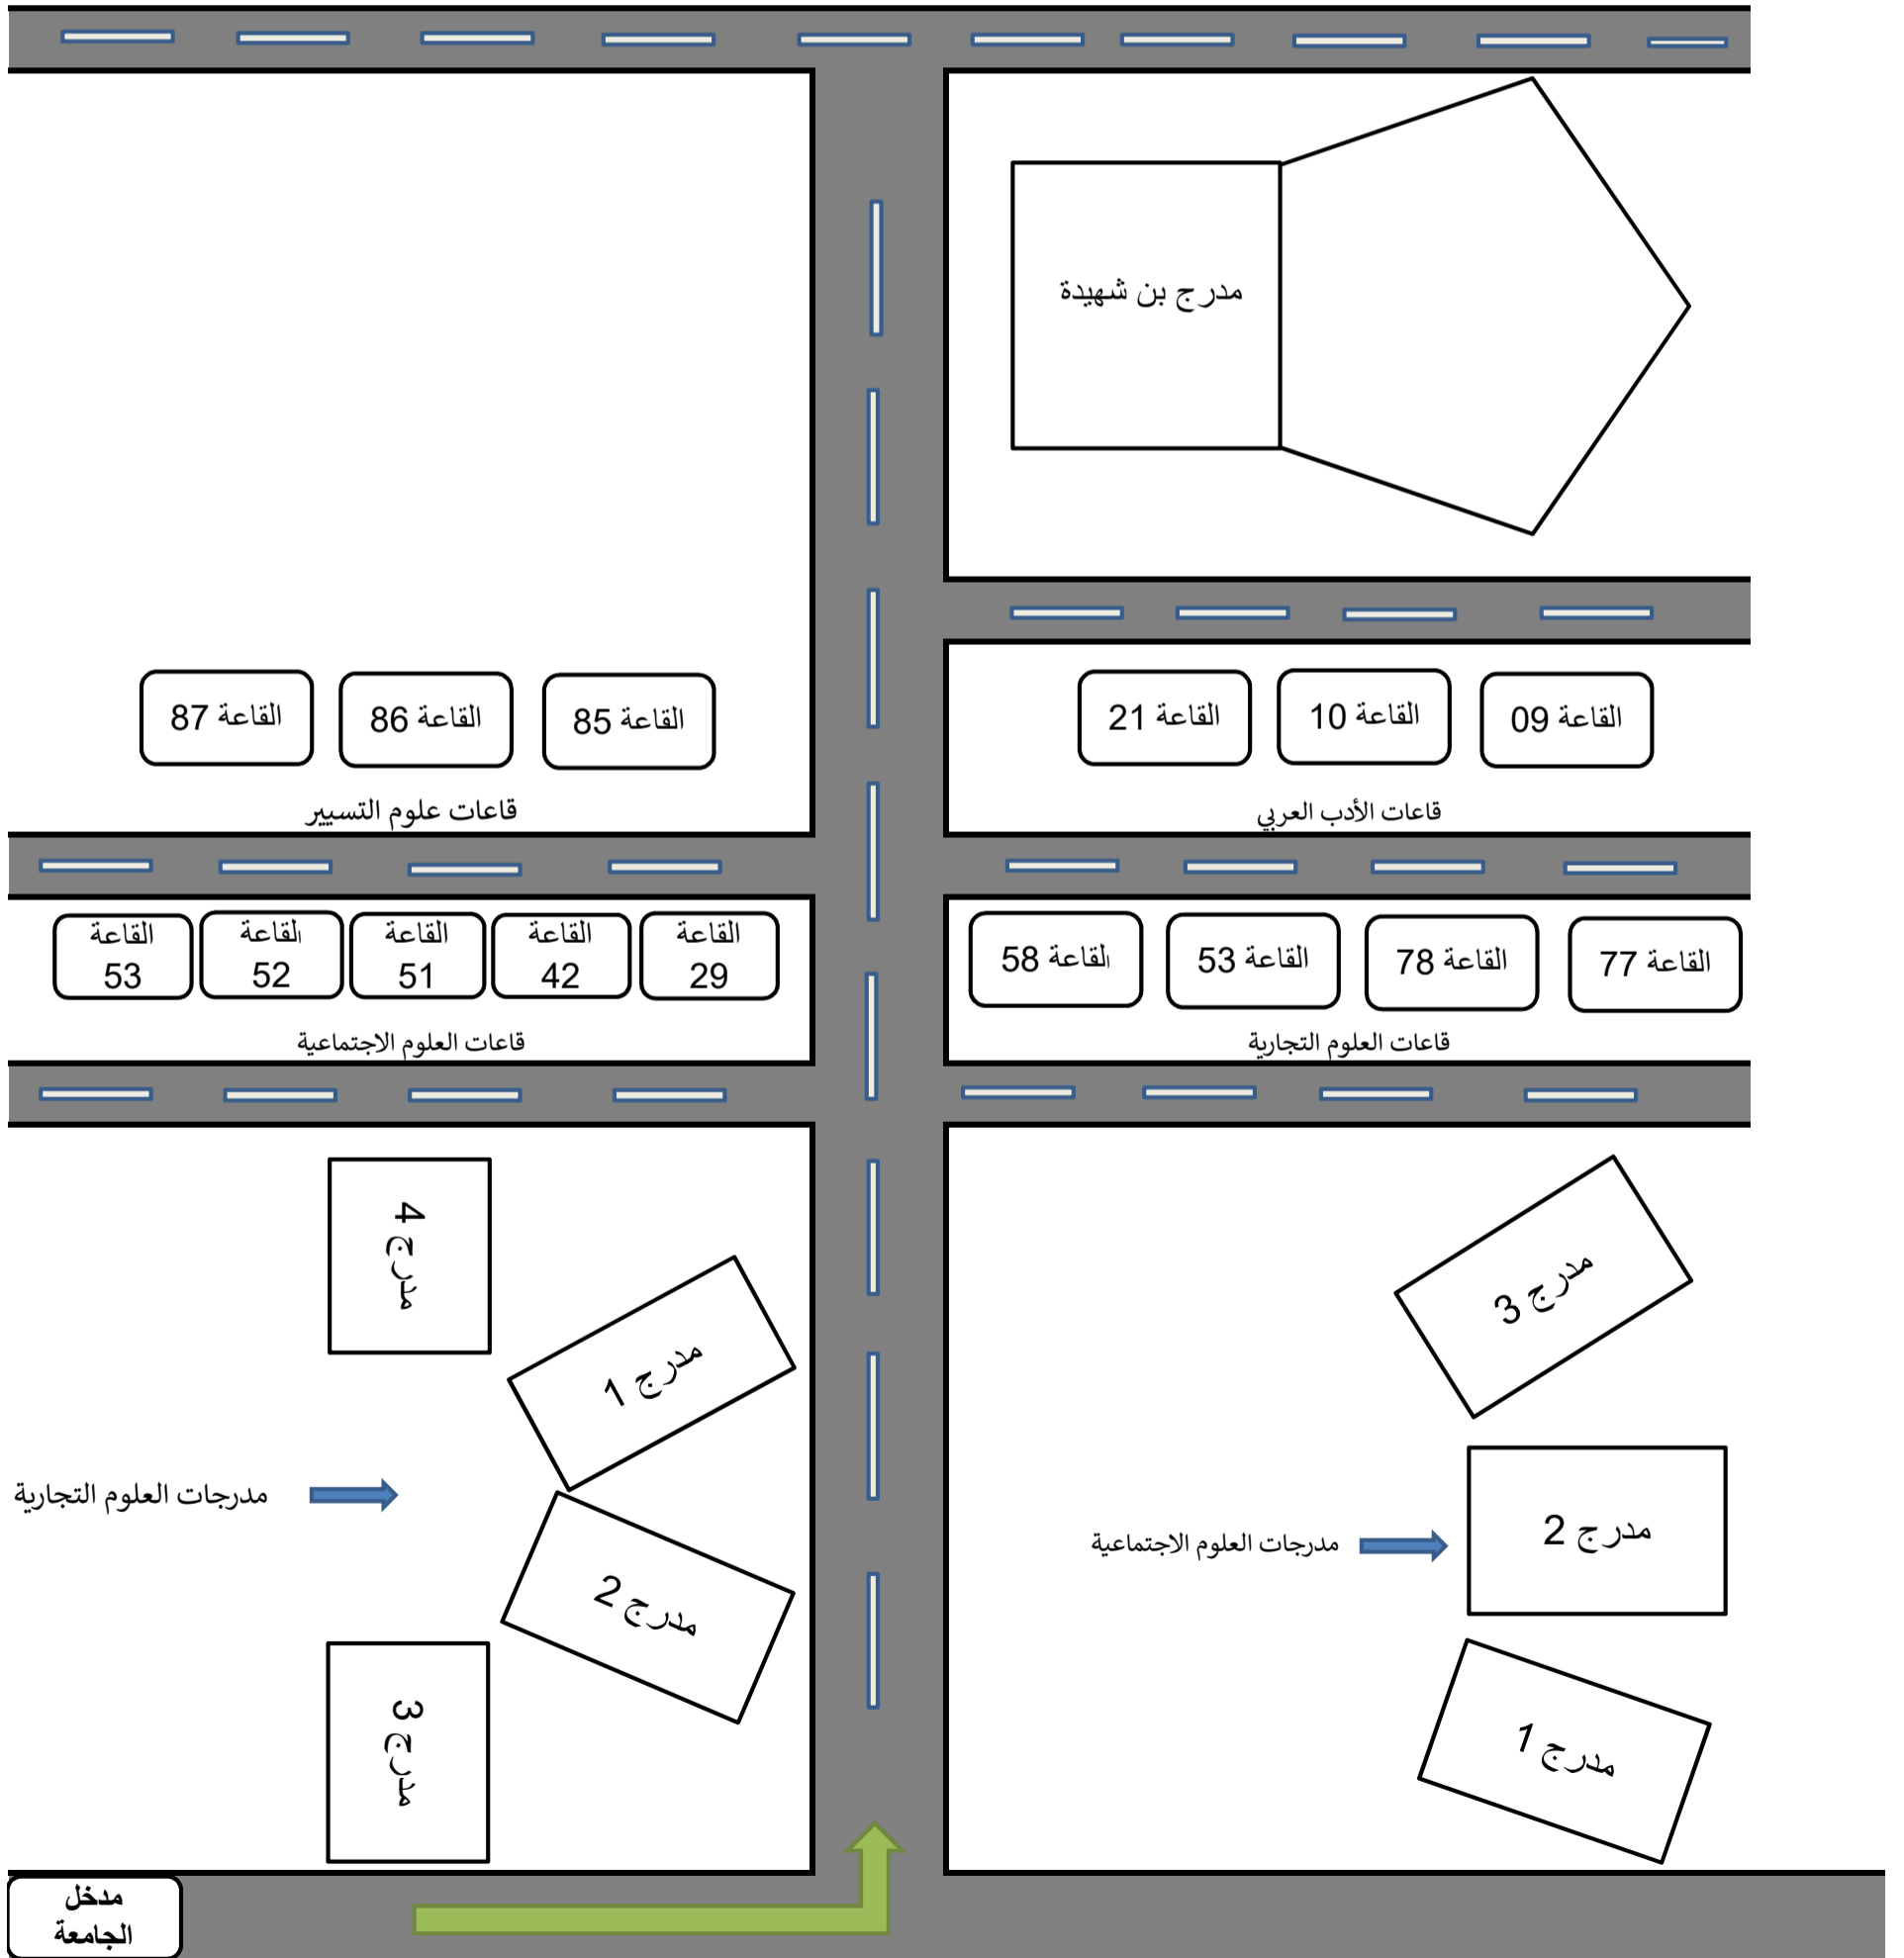 مدرج بن شهيدة
القاعة 09
القاعة 10
القاعة 21
قاعات الأدب العربي
القاعة 85
القاعة 86
القاعة 87
قاعات علوم التسيير
القاعة 77
القاعة 78
القاعة 53
القاعة 58
قاعات العلوم التجارية
القاعة
29
القاعة
42
القاعة
51
القاعة
52
القاعة
53
قاعات العلوم الاجتماعية
مدرج 3
مدرج 2
مدرجات العلوم الاجتماعية
مدرج 1
مدرج 4
مدرج 1
مدرجات العلوم التجارية
مدرج 2
مدرج 3
مدخل
الجامعة